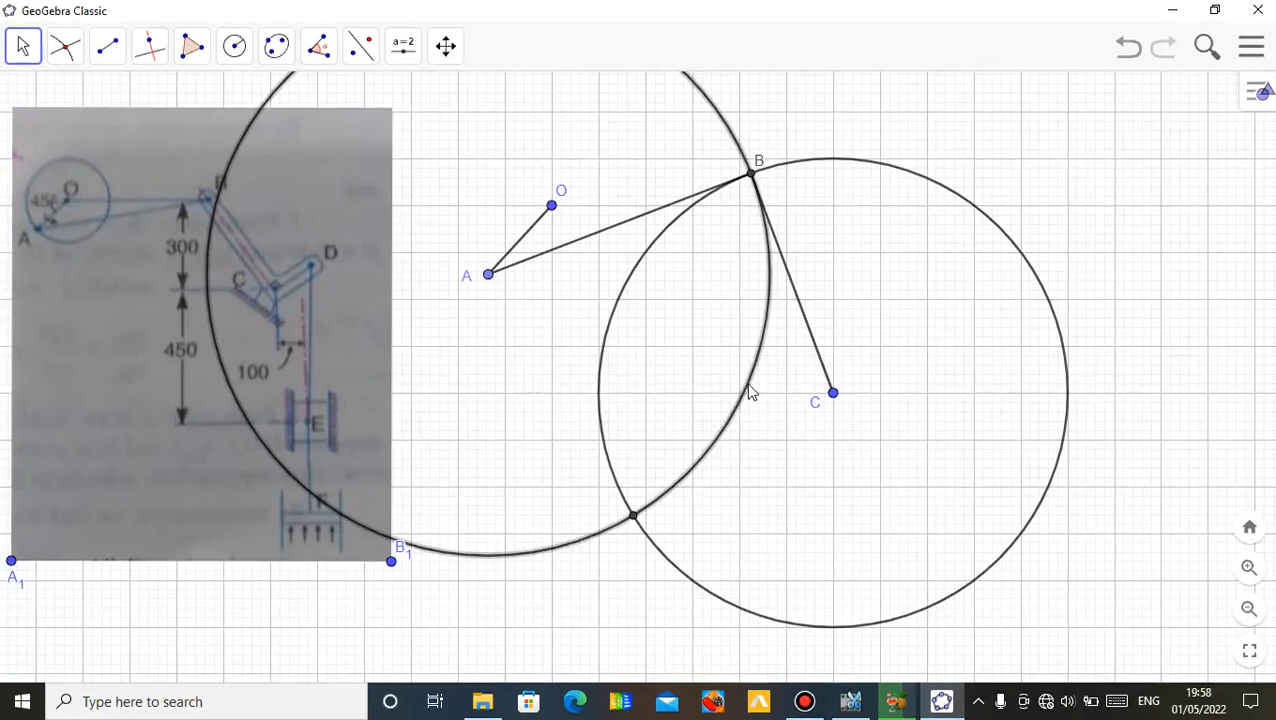 GeoGebra Classic
a = 2
B
O
45°
300
A
D
C
450
100
E
F
A₁
B₁
B
O
A
C
Type here to search
ENG
19:58
01/05/2022